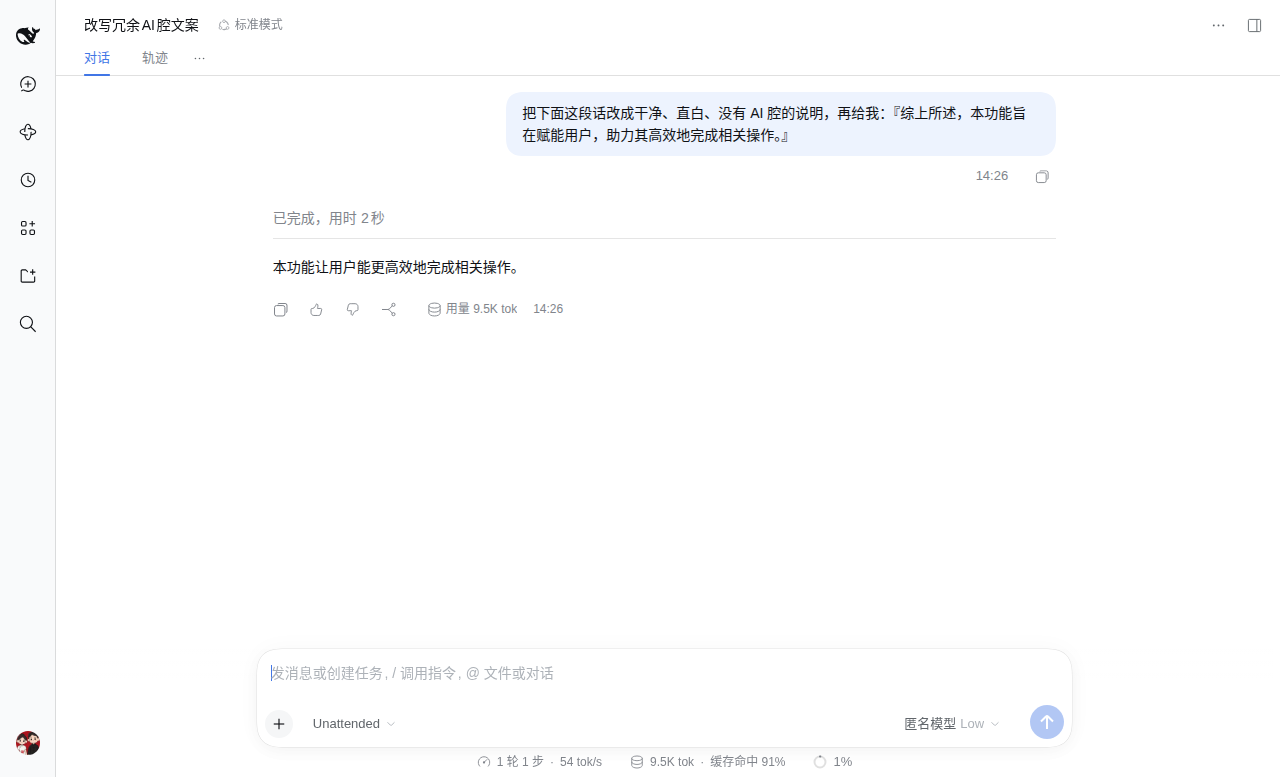 改写冗余 AI 腔文案
标准模式
对话
轨迹
···
把下面这段话改成干净、直白、没有 AI 腔的说明，再给我：『综上所述，本功能旨
在赋能用户，助力其高效地完成相关操作。』
14:26
已完成，用时 2 秒
本功能让用户能更高效地完成相关操作。
用量 9.5K tok
14:26
发消息或创建任务, / 调用指令, @ 文件或对话
Unattended
匿名模型 Low
1 轮 1 步 · 54 tok/s
9.5K tok · 缓存命中 91%
1%